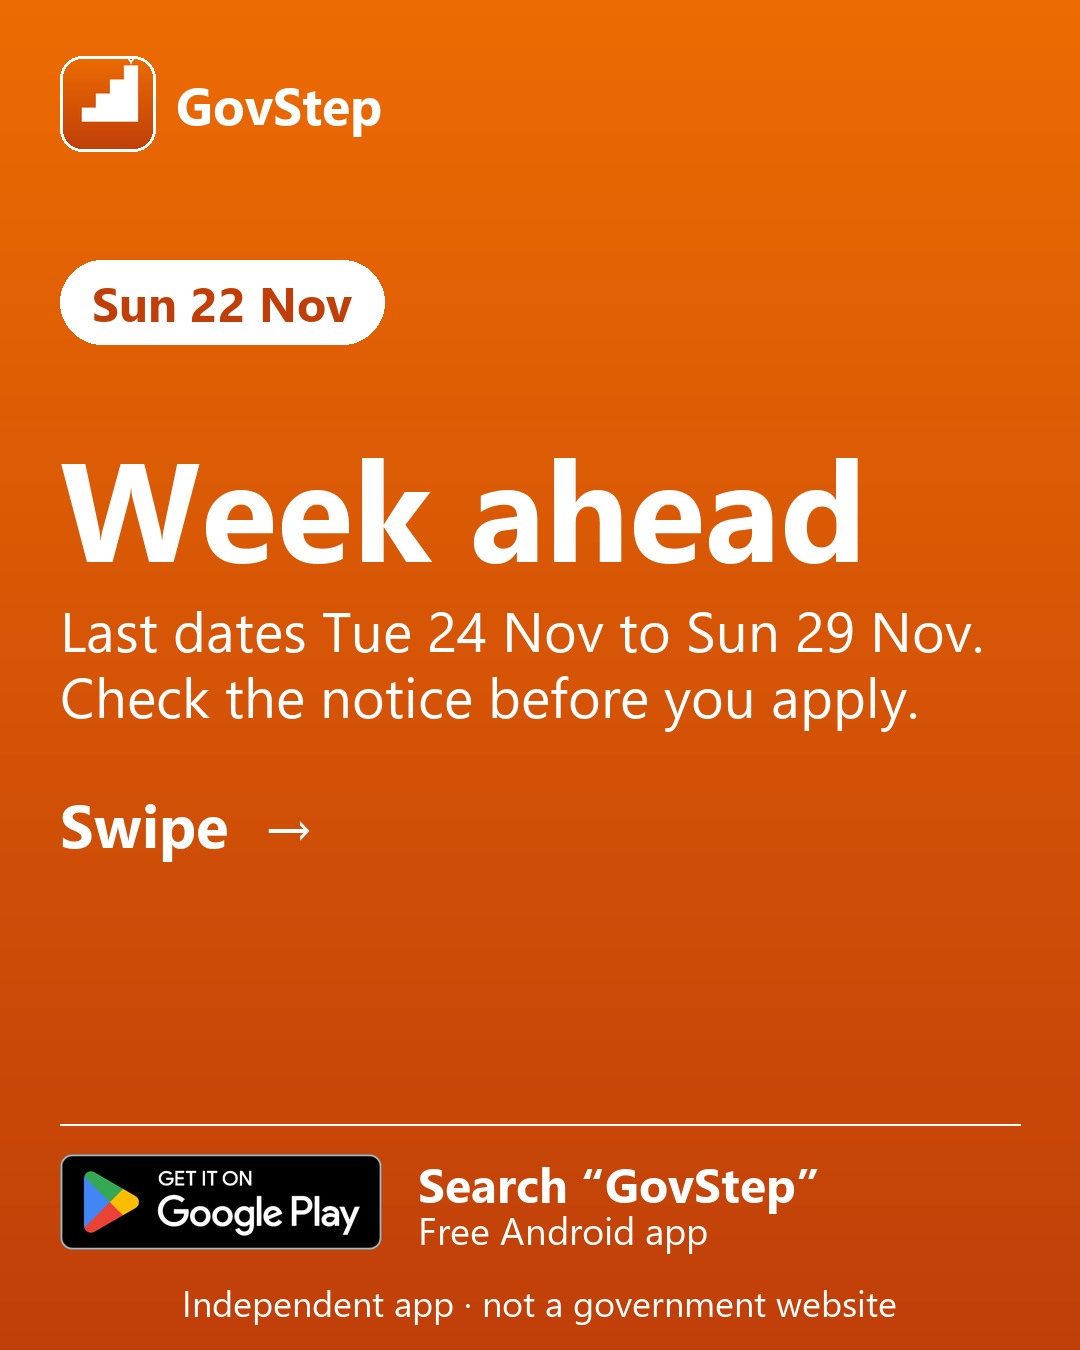 GovStep
Sun 22 Nov
Week ahead
Last dates Tue 24 Nov to Sun 29 Nov.
Check the notice before you apply.
Swipe →
GET IT ON
Google Play
Search “GovStep”
Free Android app
Independent app · not a government website